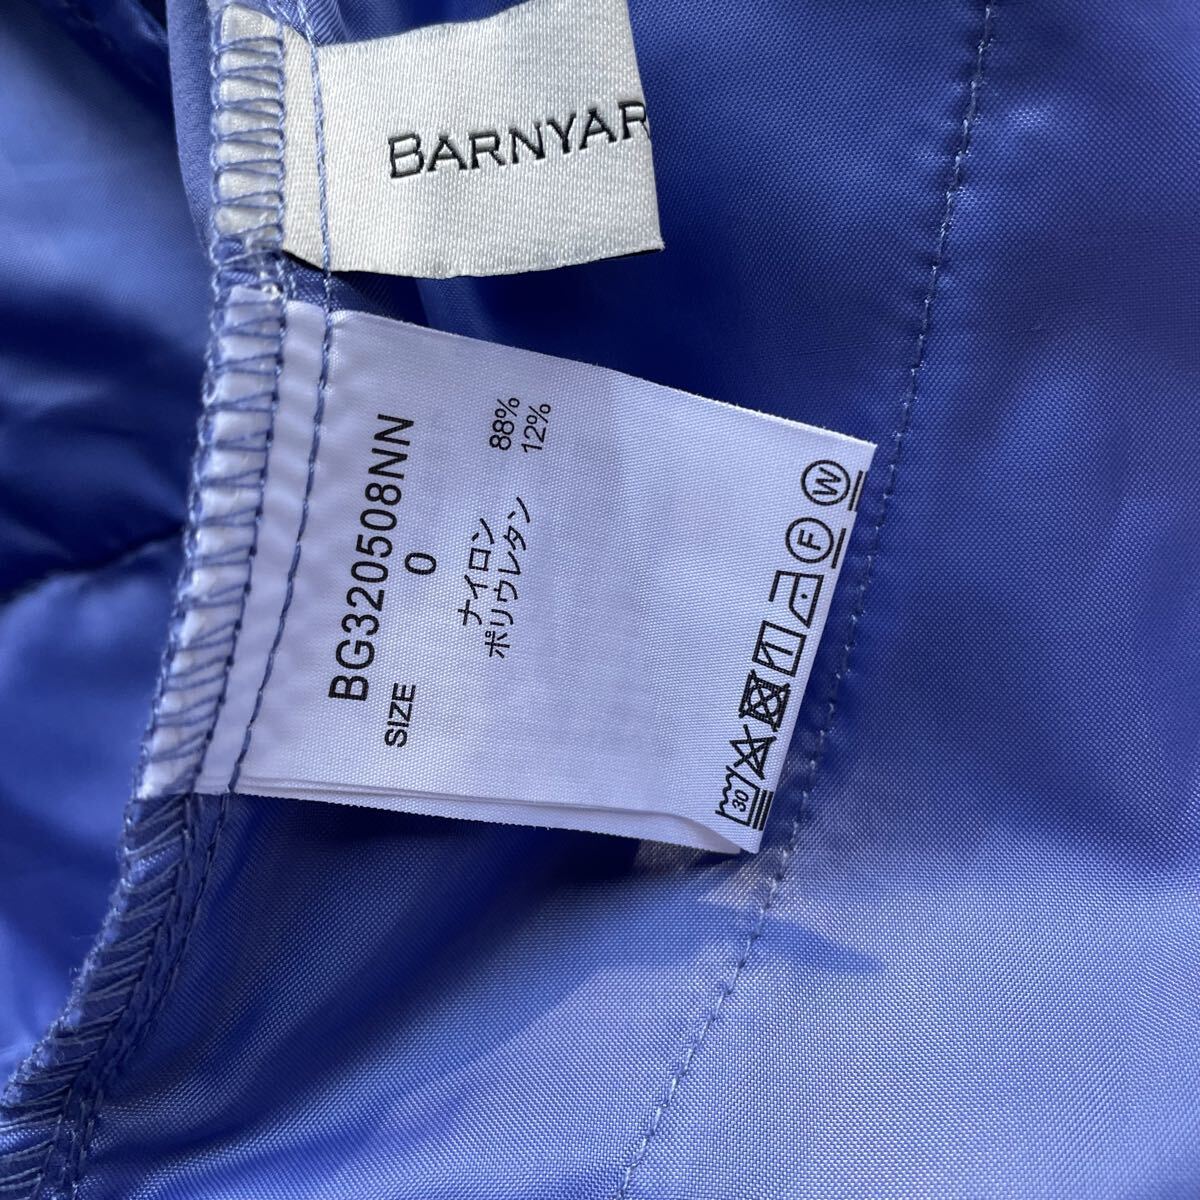 BARNYAR
BG320508NN
SIZE 0
ナイロン 88%
ポリウレタン 12%
30
F
W